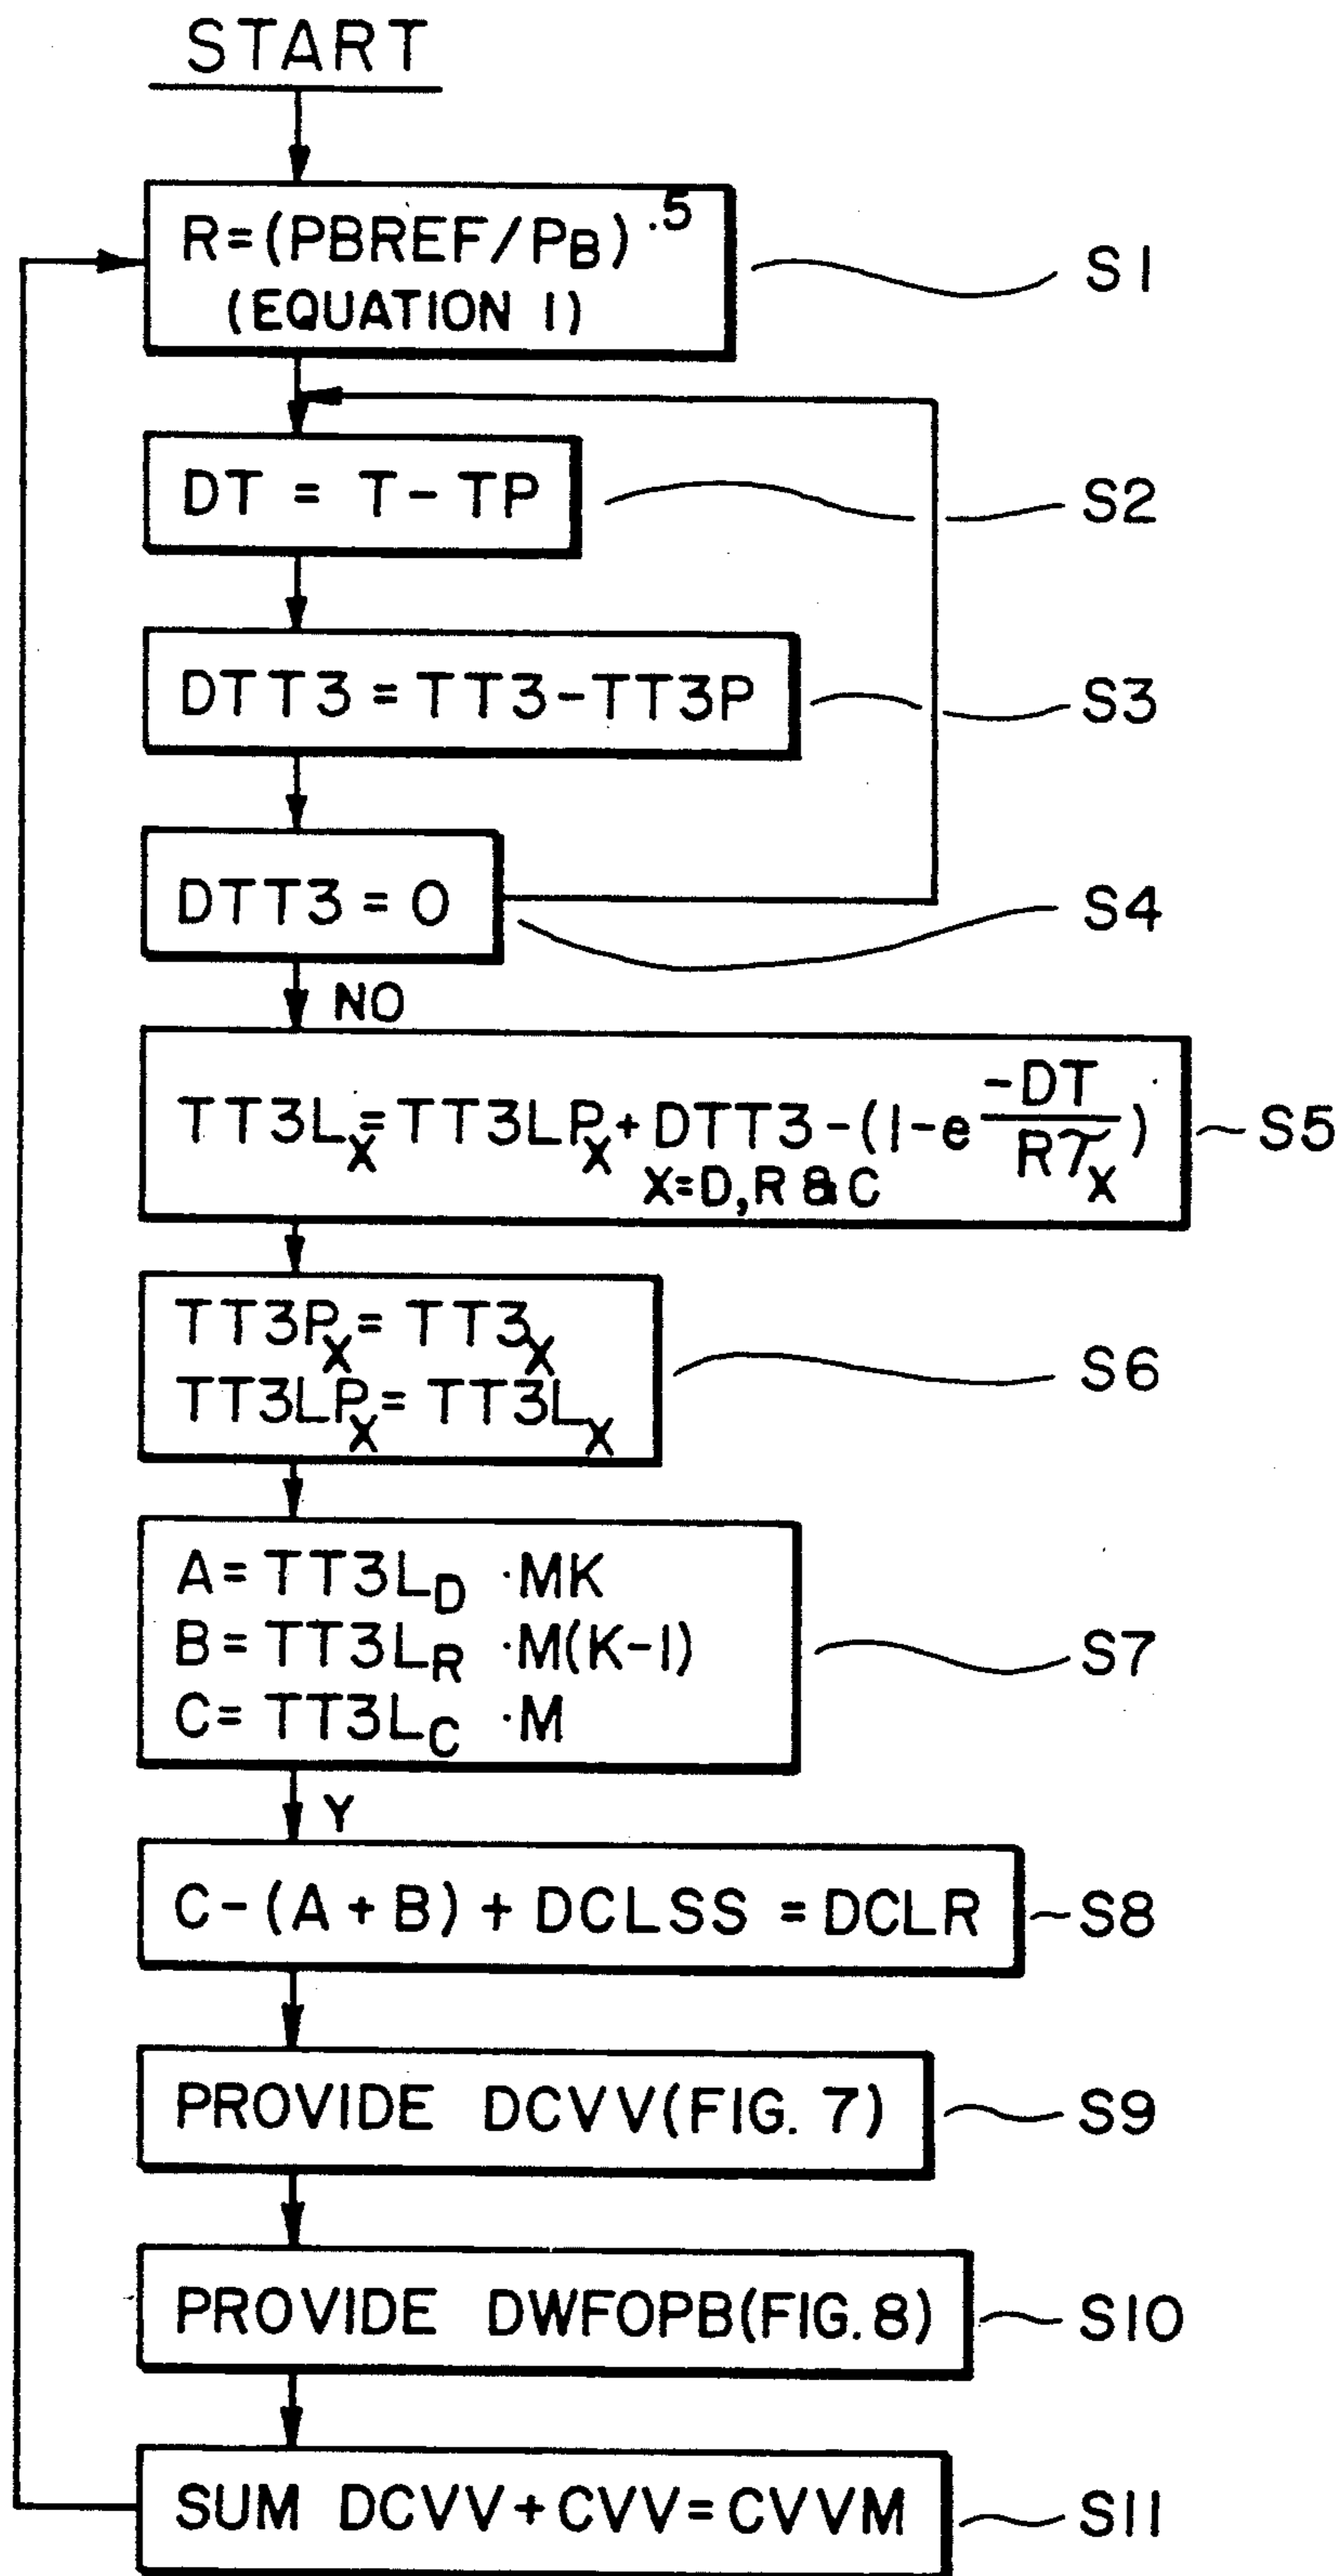 START
R=(PBREF/PB)^.5
(EQUATION 1)
S1
DT = T-TP
S2
DTT3=TT3-TT3P
S3
DTT3=0
S4
NO
TT3Lx=TT3LPx+DTT3-(1-e -DT/Rτx)
X=D,R&C
S5
TT3Px=TT3x
TT3LPx=TT3Lx
S6
A=TT3LD ·MK
B=TT3LR ·M(K-1)
C=TT3LC ·M
S7
Y
C-(A+B)+DCLSS=DCLR
S8
PROVIDE DCVV(FIG. 7)
S9
PROVIDE DWFOPB(FIG. 8)
S10
SUM DCVV+CVV=CVVM
S11